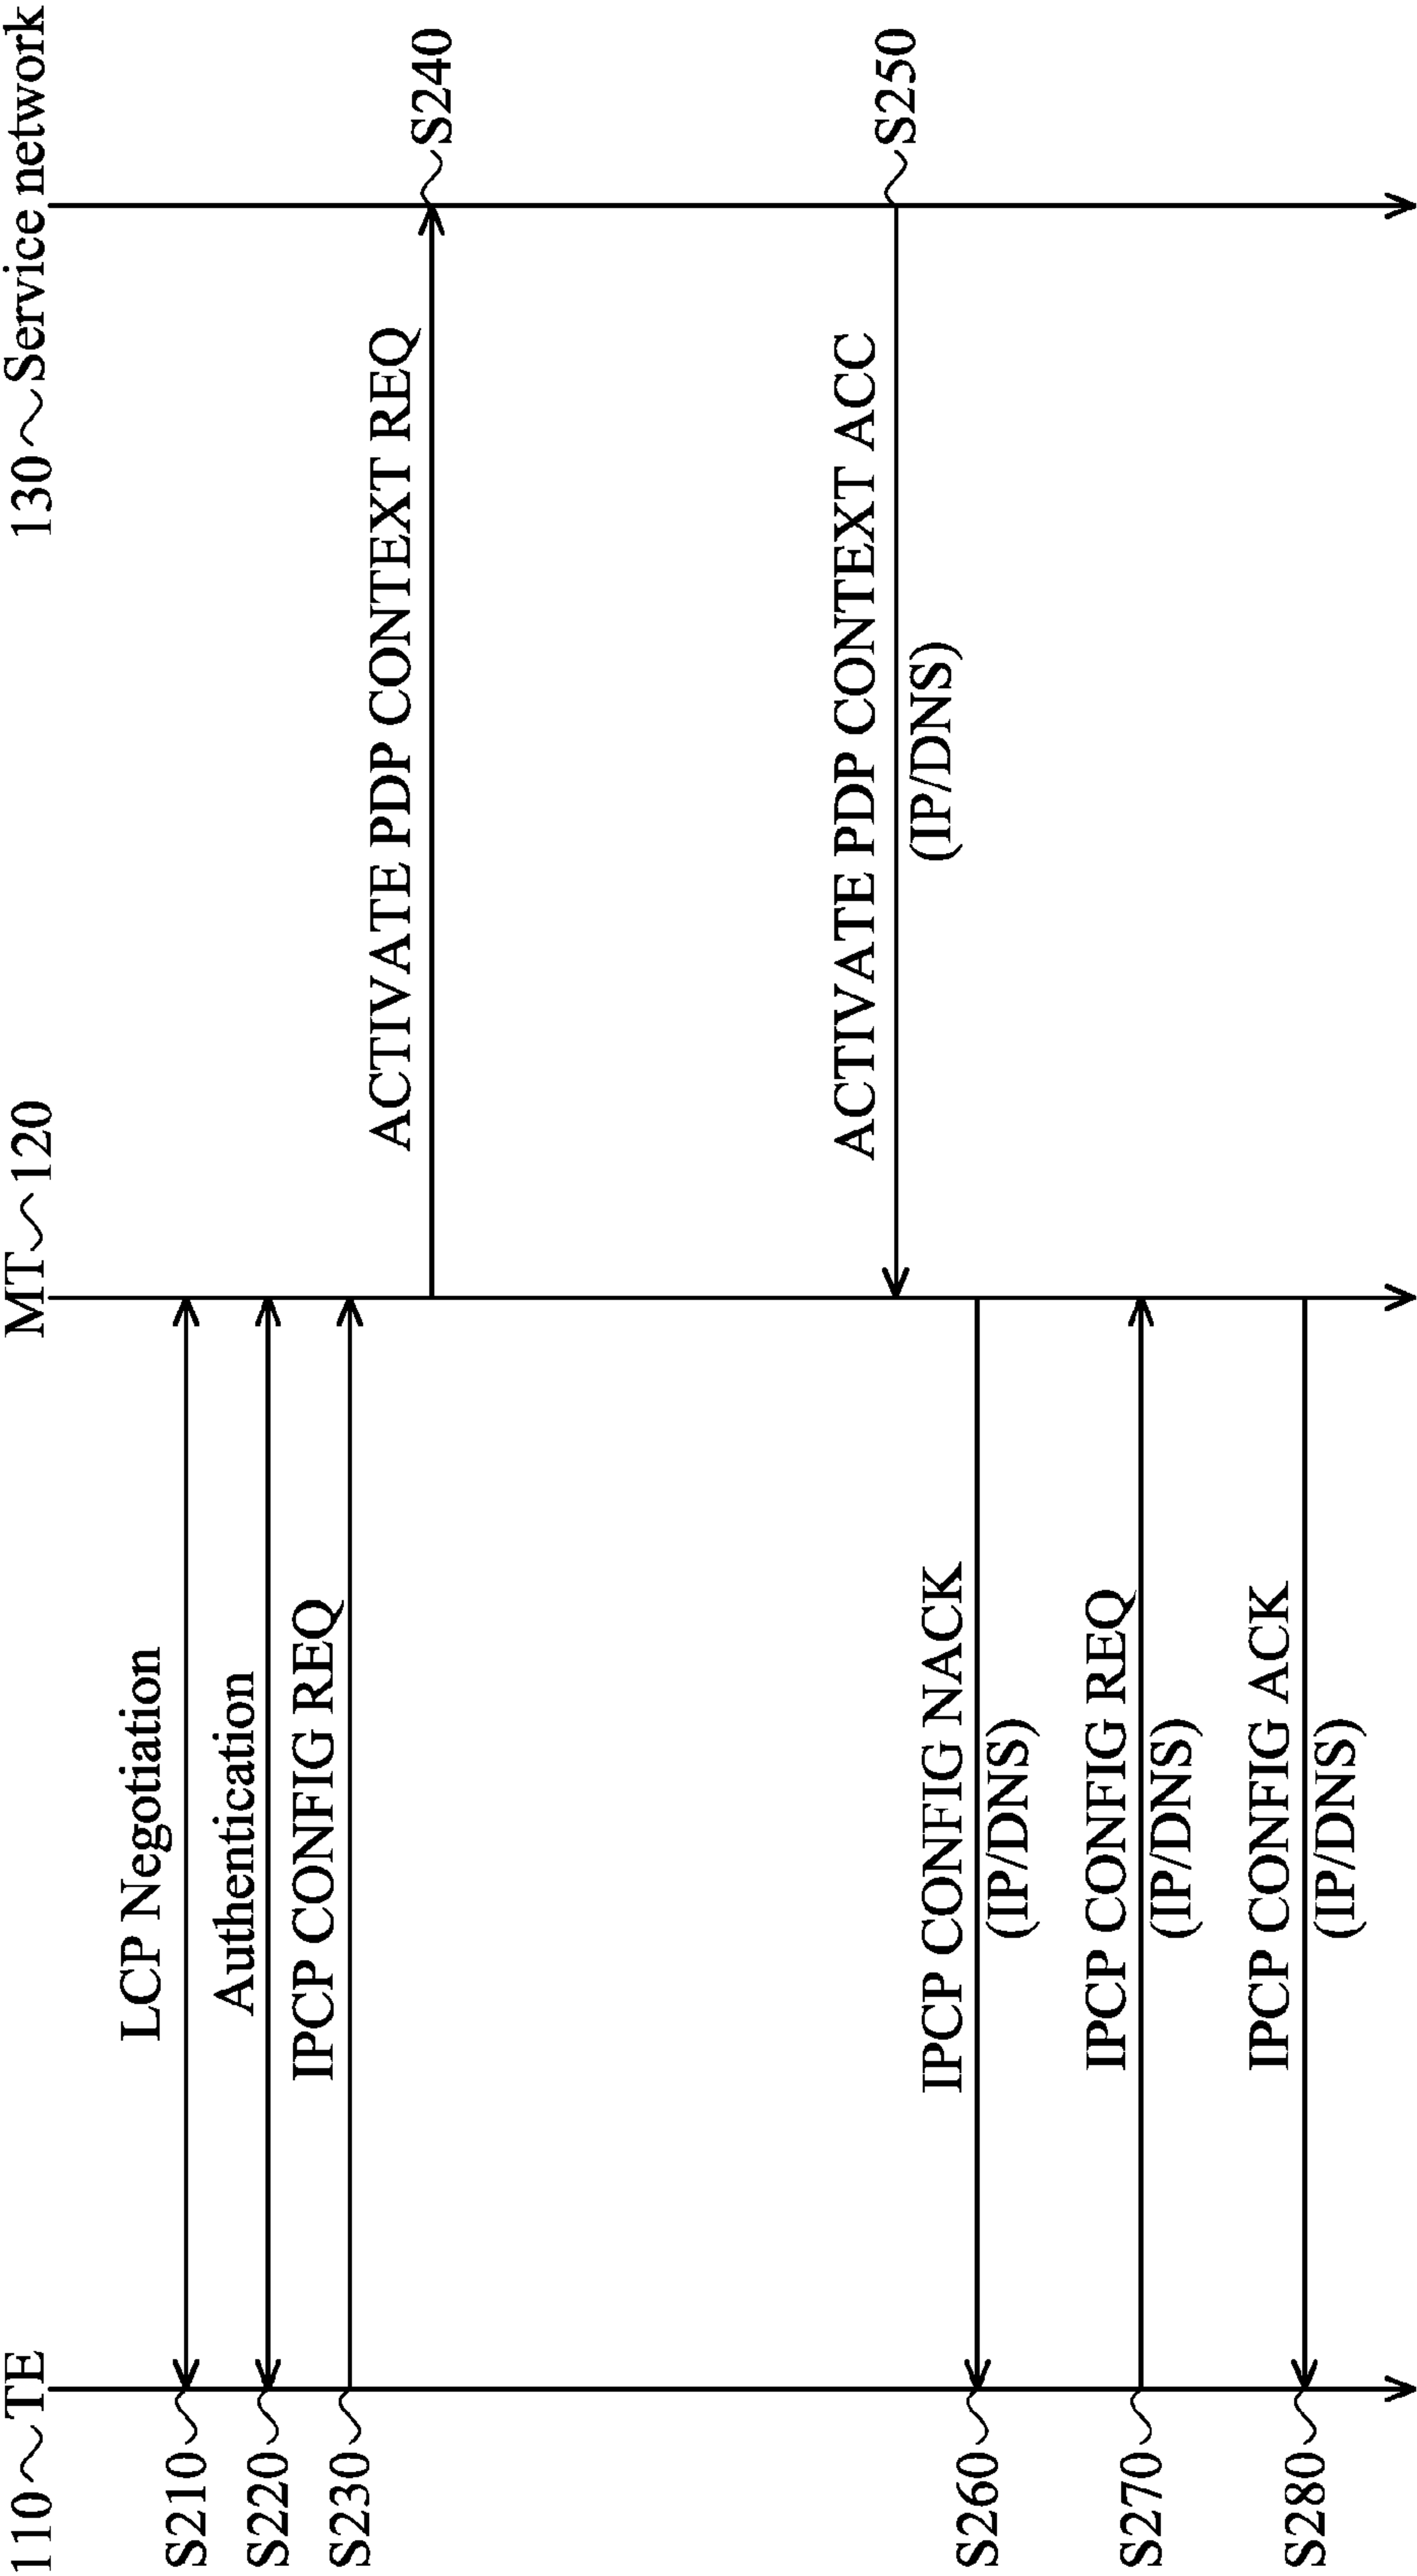 110 TE
MT 120
130 Service network
LCP Negotiation
S210
Authentication
S220
IPCP CONFIG REQ
S230
ACTIVATE PDP CONTEXT REQ
S240
ACTIVATE PDP CONTEXT ACC
(IP/DNS)
S250
IPCP CONFIG NACK
(IP/DNS)
S260
IPCP CONFIG REQ
(IP/DNS)
S270
IPCP CONFIG ACK
(IP/DNS)
S280